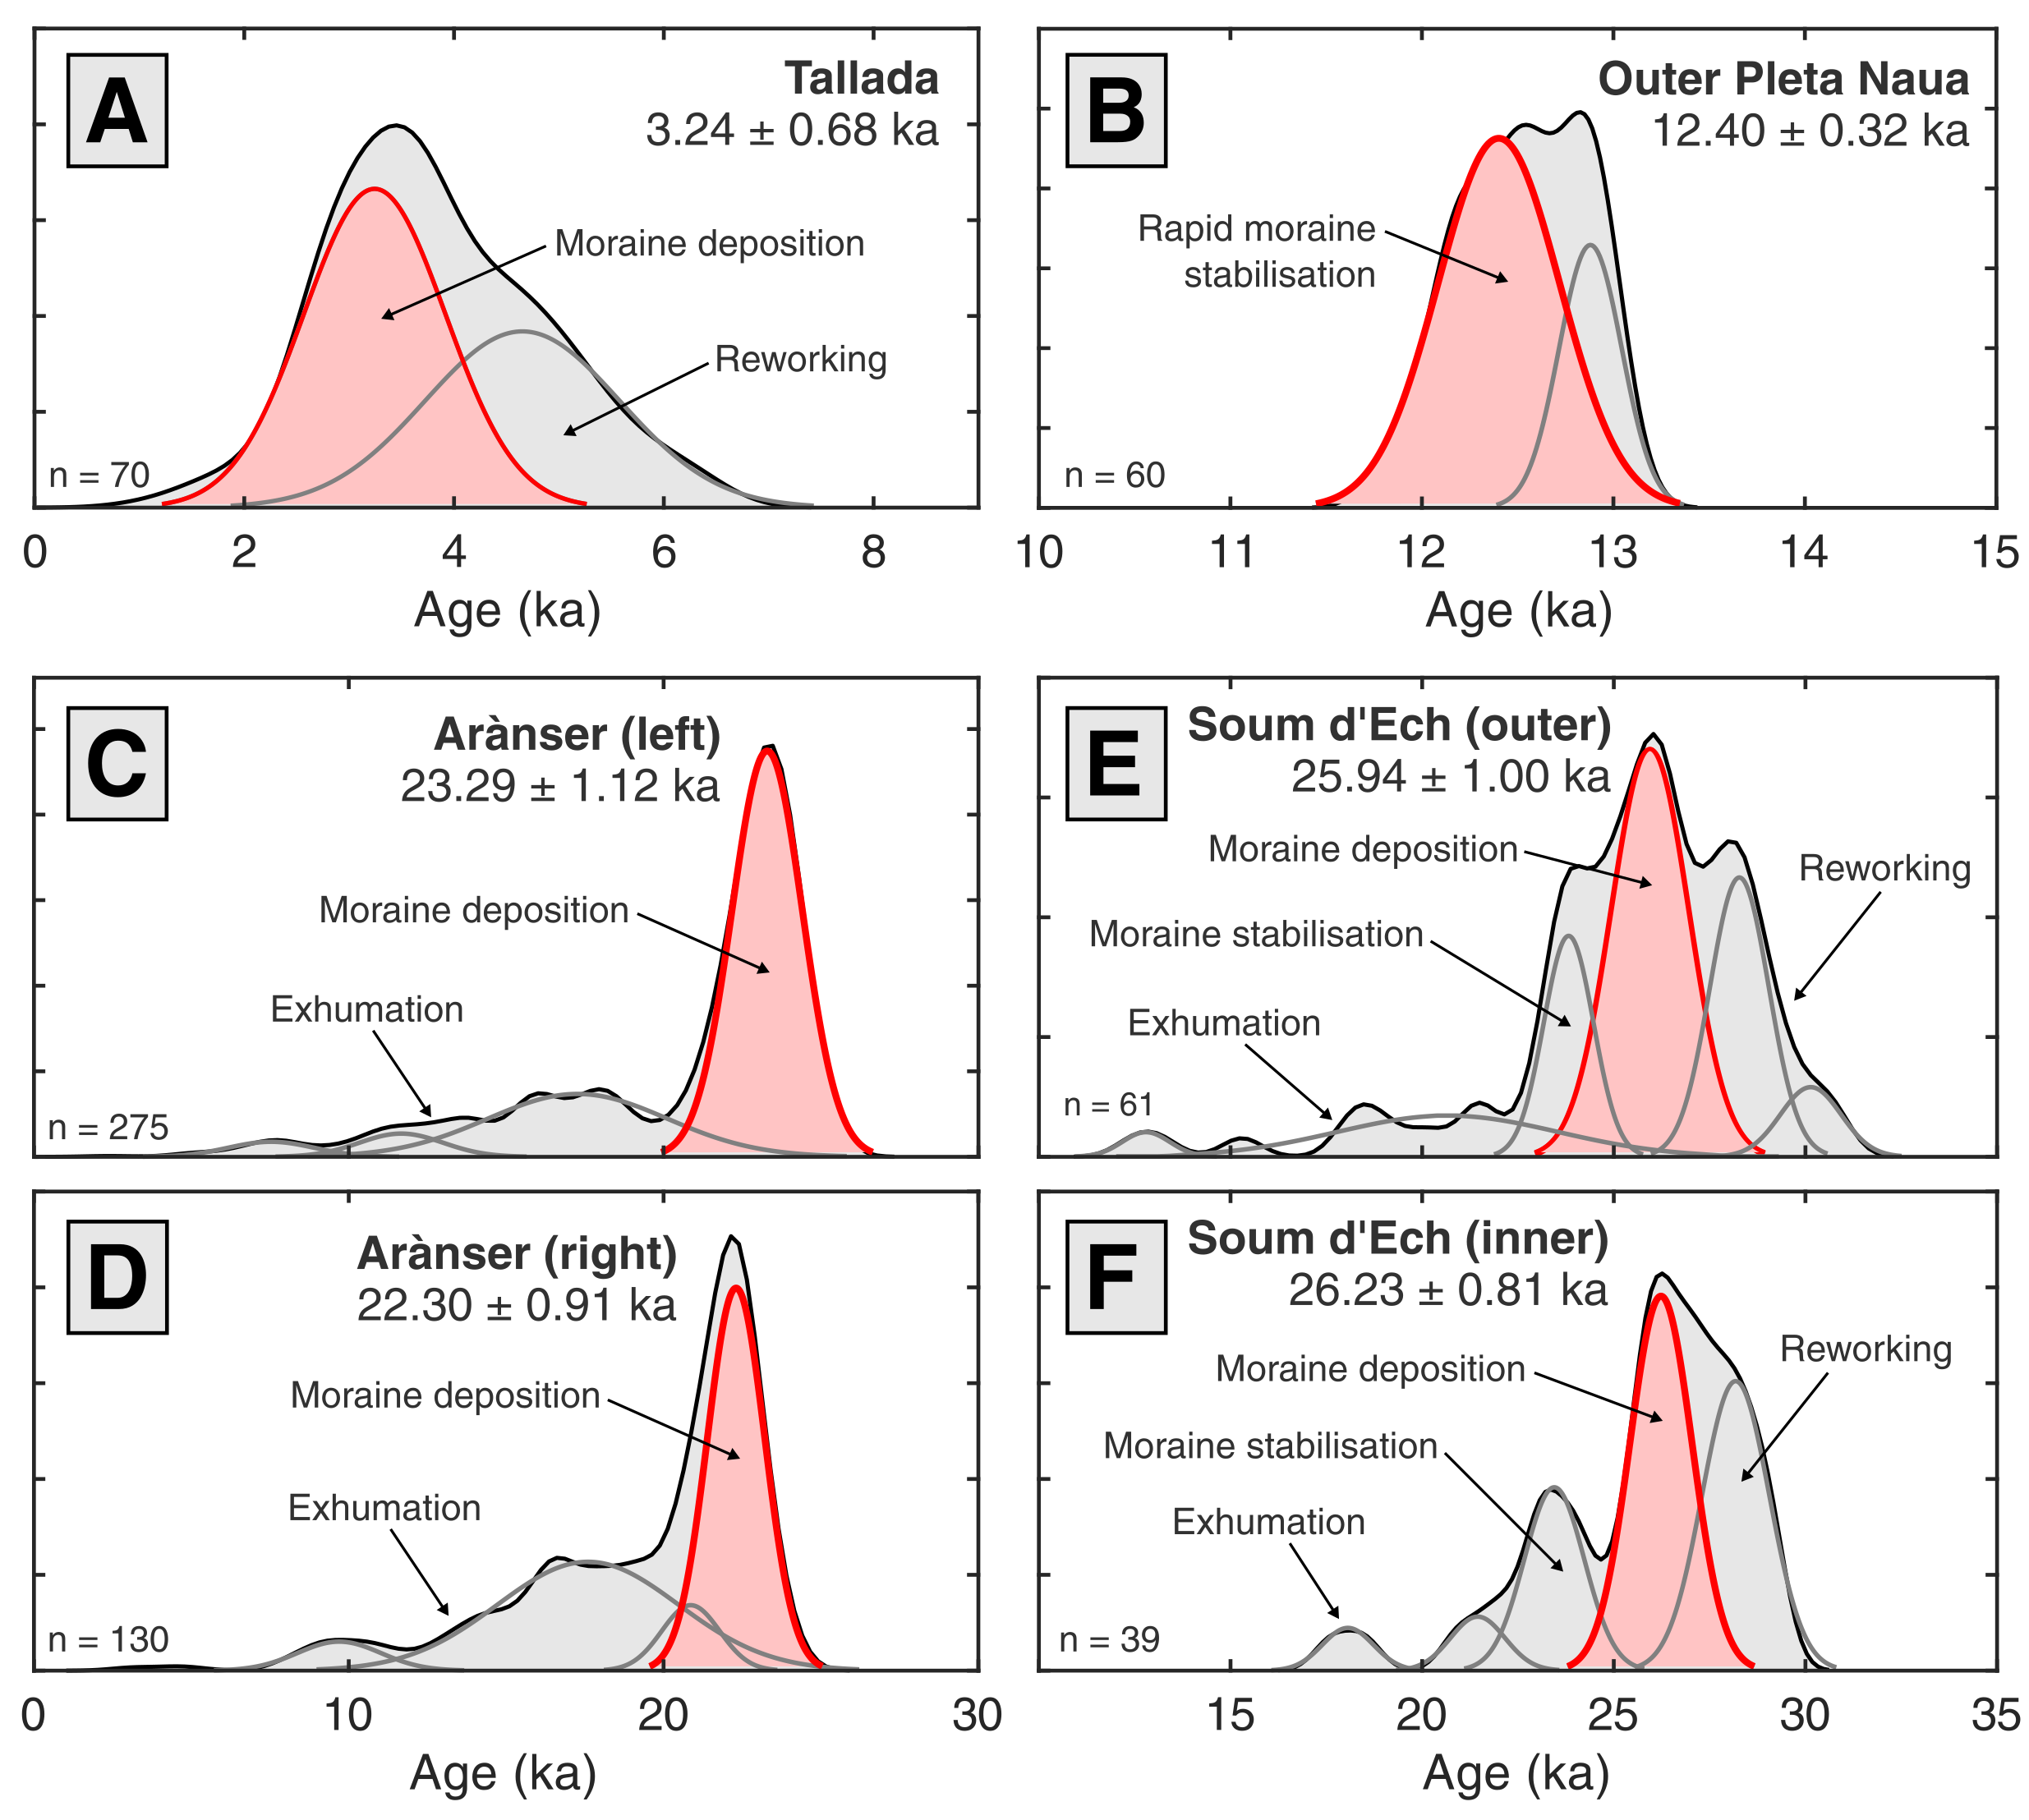 A
Tallada
3.24 ± 0.68 ka
Moraine deposition
Reworking
n = 70
0 2 4 6 8
Age (ka)
B
Outer Pleta Naua
12.40 ± 0.32 ka
Rapid moraine
stabilisation
n = 60
10 11 12 13 14 15
Age (ka)
C
Arànser (left)
23.29 ± 1.12 ka
Moraine deposition
Exhumation
n = 275
E
Soum d'Ech (outer)
25.94 ± 1.00 ka
Moraine deposition
Reworking
Moraine stabilisation
Exhumation
n = 61
D
Arànser (right)
22.30 ± 0.91 ka
Moraine deposition
Exhumation
n = 130
0 10 20 30
Age (ka)
F
Soum d'Ech (inner)
26.23 ± 0.81 ka
Reworking
Moraine deposition
Moraine stabilisation
Exhumation
n = 39
15 20 25 30 35
Age (ka)